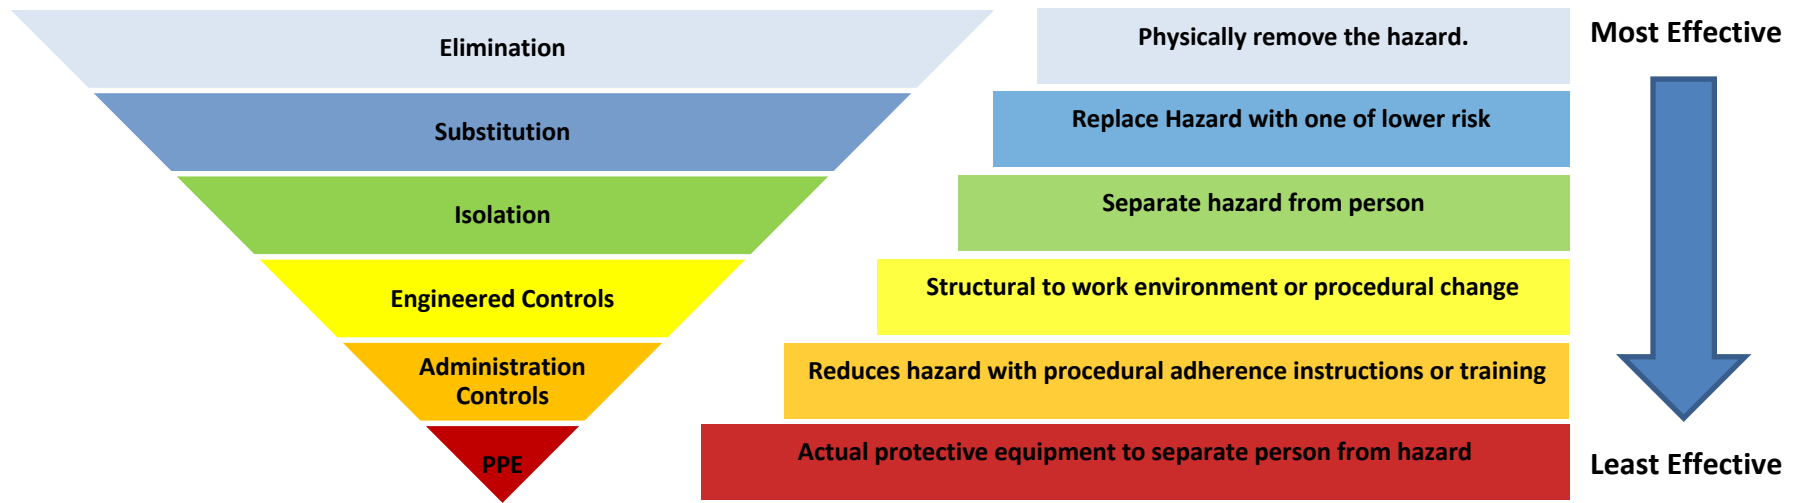 Elimination
Physically remove the hazard.
Most Effective
Substitution
Replace Hazard with one of lower risk
Isolation
Separate hazard from person
Engineered Controls
Structural to work environment or procedural change
Administration
Controls
Reduces hazard with procedural adherence instructions or training
PPE
Actual protective equipment to separate person from hazard
Least Effective